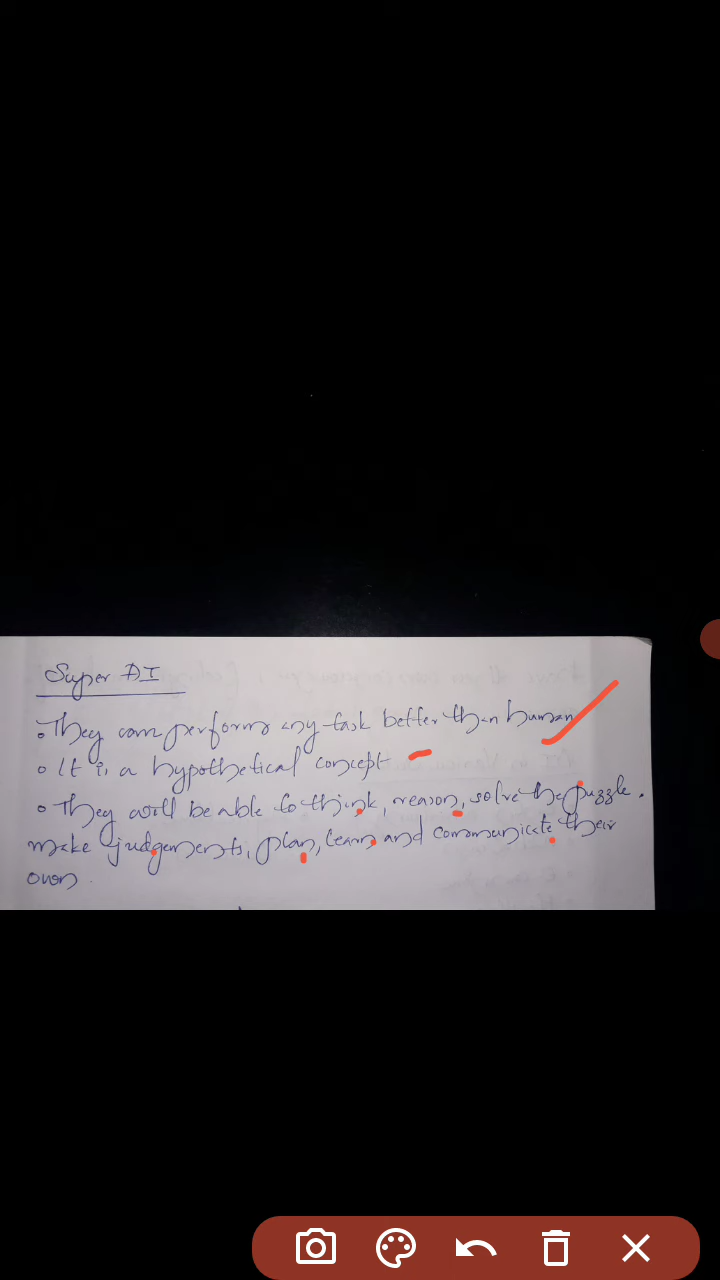 Super AI
• They can perform any task better than human
• It is a hypothetical concept
• They will be able to think, reason, solve the puzzle.
make judgements, plan, learn and communicate their
own.